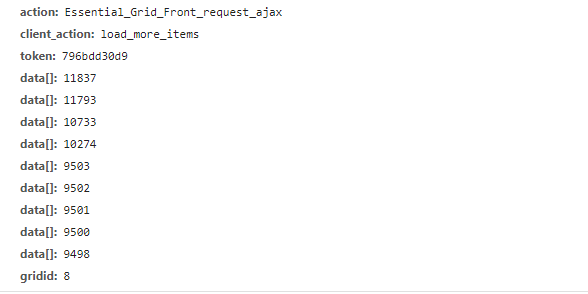 action: Essential_Grid_Front_request_ajax
client_action: load_more_items
token: 796bdd30d9
data[]: 11837
data[]: 11793
data[]: 10733
data[]: 10274
data[]: 9503
data[]: 9502
data[]: 9501
data[]: 9500
data[]: 9498
gridid: 8